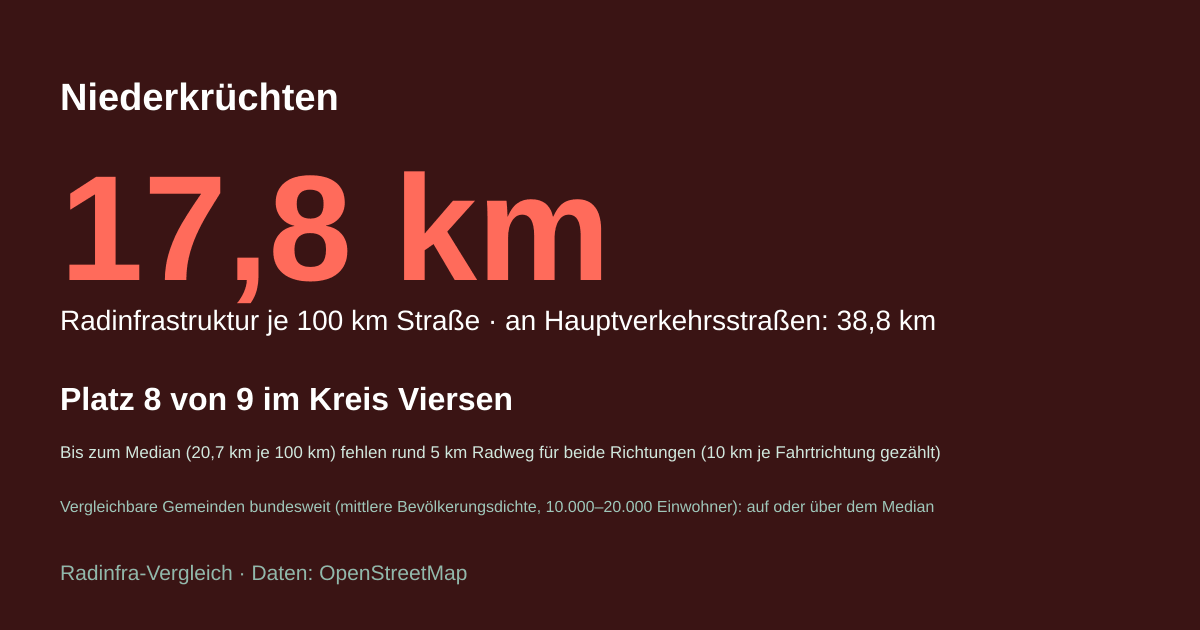 Niederkrüchten
17,8 km
Radinfrastruktur je 100 km Straße · an Hauptverkehrsstraßen: 38,8 km
Platz 8 von 9 im Kreis Viersen
Bis zum Median (20,7 km je 100 km) fehlen rund 5 km Radweg für beide Richtungen (10 km je Fahrtrichtung gezählt)
Vergleichbare Gemeinden bundesweit (mittlere Bevölkerungsdichte, 10.000–20.000 Einwohner): auf oder über dem Median
Radinfra-Vergleich · Daten: OpenStreetMap